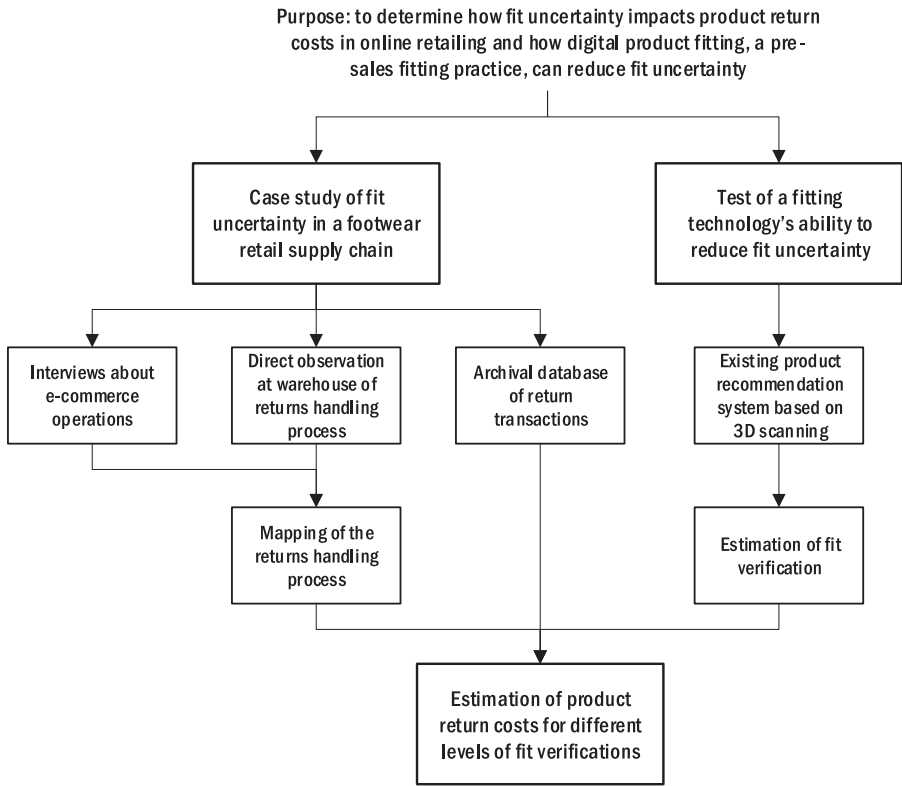 Purpose: to determine how fit uncertainty impacts product return
costs in online retailing and how digital product fitting, a pre-
sales fitting practice, can reduce fit uncertainty
Case study of fit
uncertainty in a footwear
retail supply chain
Test of a fitting
technology's ability to
reduce fit uncertainty
Interviews about
e-commerce
operations
Direct observation
at warehouse of
returns handling
process
Archival database
of return
transactions
Existing product
recommendation
system based on
3D scanning
Mapping of the
returns handling
process
Estimation of fit
verification
Estimation of product
return costs for different
levels of fit verifications